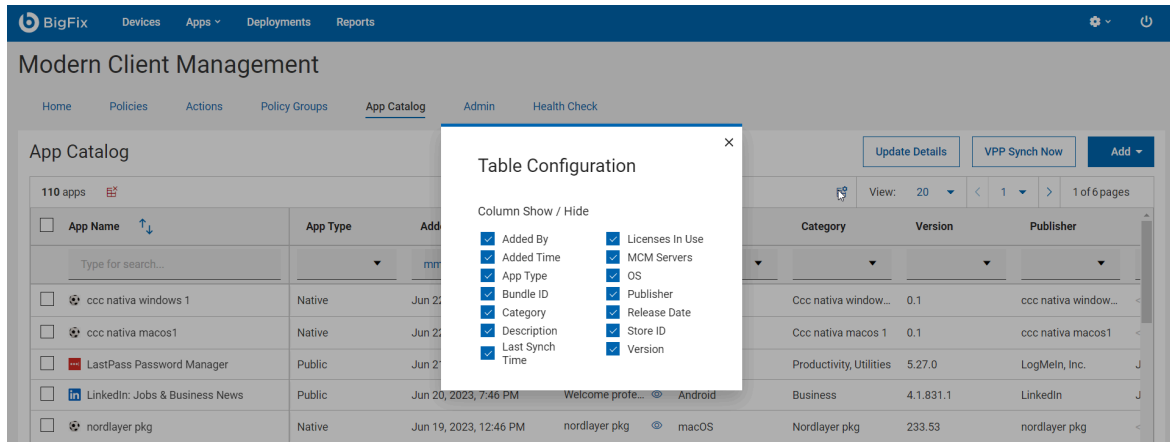 BigFix Devices Apps Deployments Reports
Modern Client Management
Home Policies Actions Policy Groups App Catalog Admin Health Check
App Catalog Update Details VPP Synch Now Add
110 apps View: 20 1 1 of 6 pages
Table Configuration
Column Show / Hide
Added By Licenses In Use
Added Time MCM Servers
App Type OS
Bundle ID Publisher
Category Release Date
Description Store ID
Last Synch Time Version
App Name App Type Category Version Publisher
Type for search...
ccc nativa windows 1 Native Jun 22 Ccc nativa window... 0.1 ccc nativa window...
ccc nativa macos1 Native Jun 22 Ccc nativa macos 1 0.1 ccc nativa macos1
LastPass Password Manager Public Jun 21 Productivity, Utilities 5.27.0 LogMeIn, Inc.
LinkedIn: Jobs & Business News Public Jun 20, 2023, 7:46 PM Welcome profe... Android Business 4.1.831.1 LinkedIn
nordlayer pkg Native Jun 19, 2023, 12:46 PM nordlayer pkg macOS Nordlayer pkg 233.53 nordlayer pkg